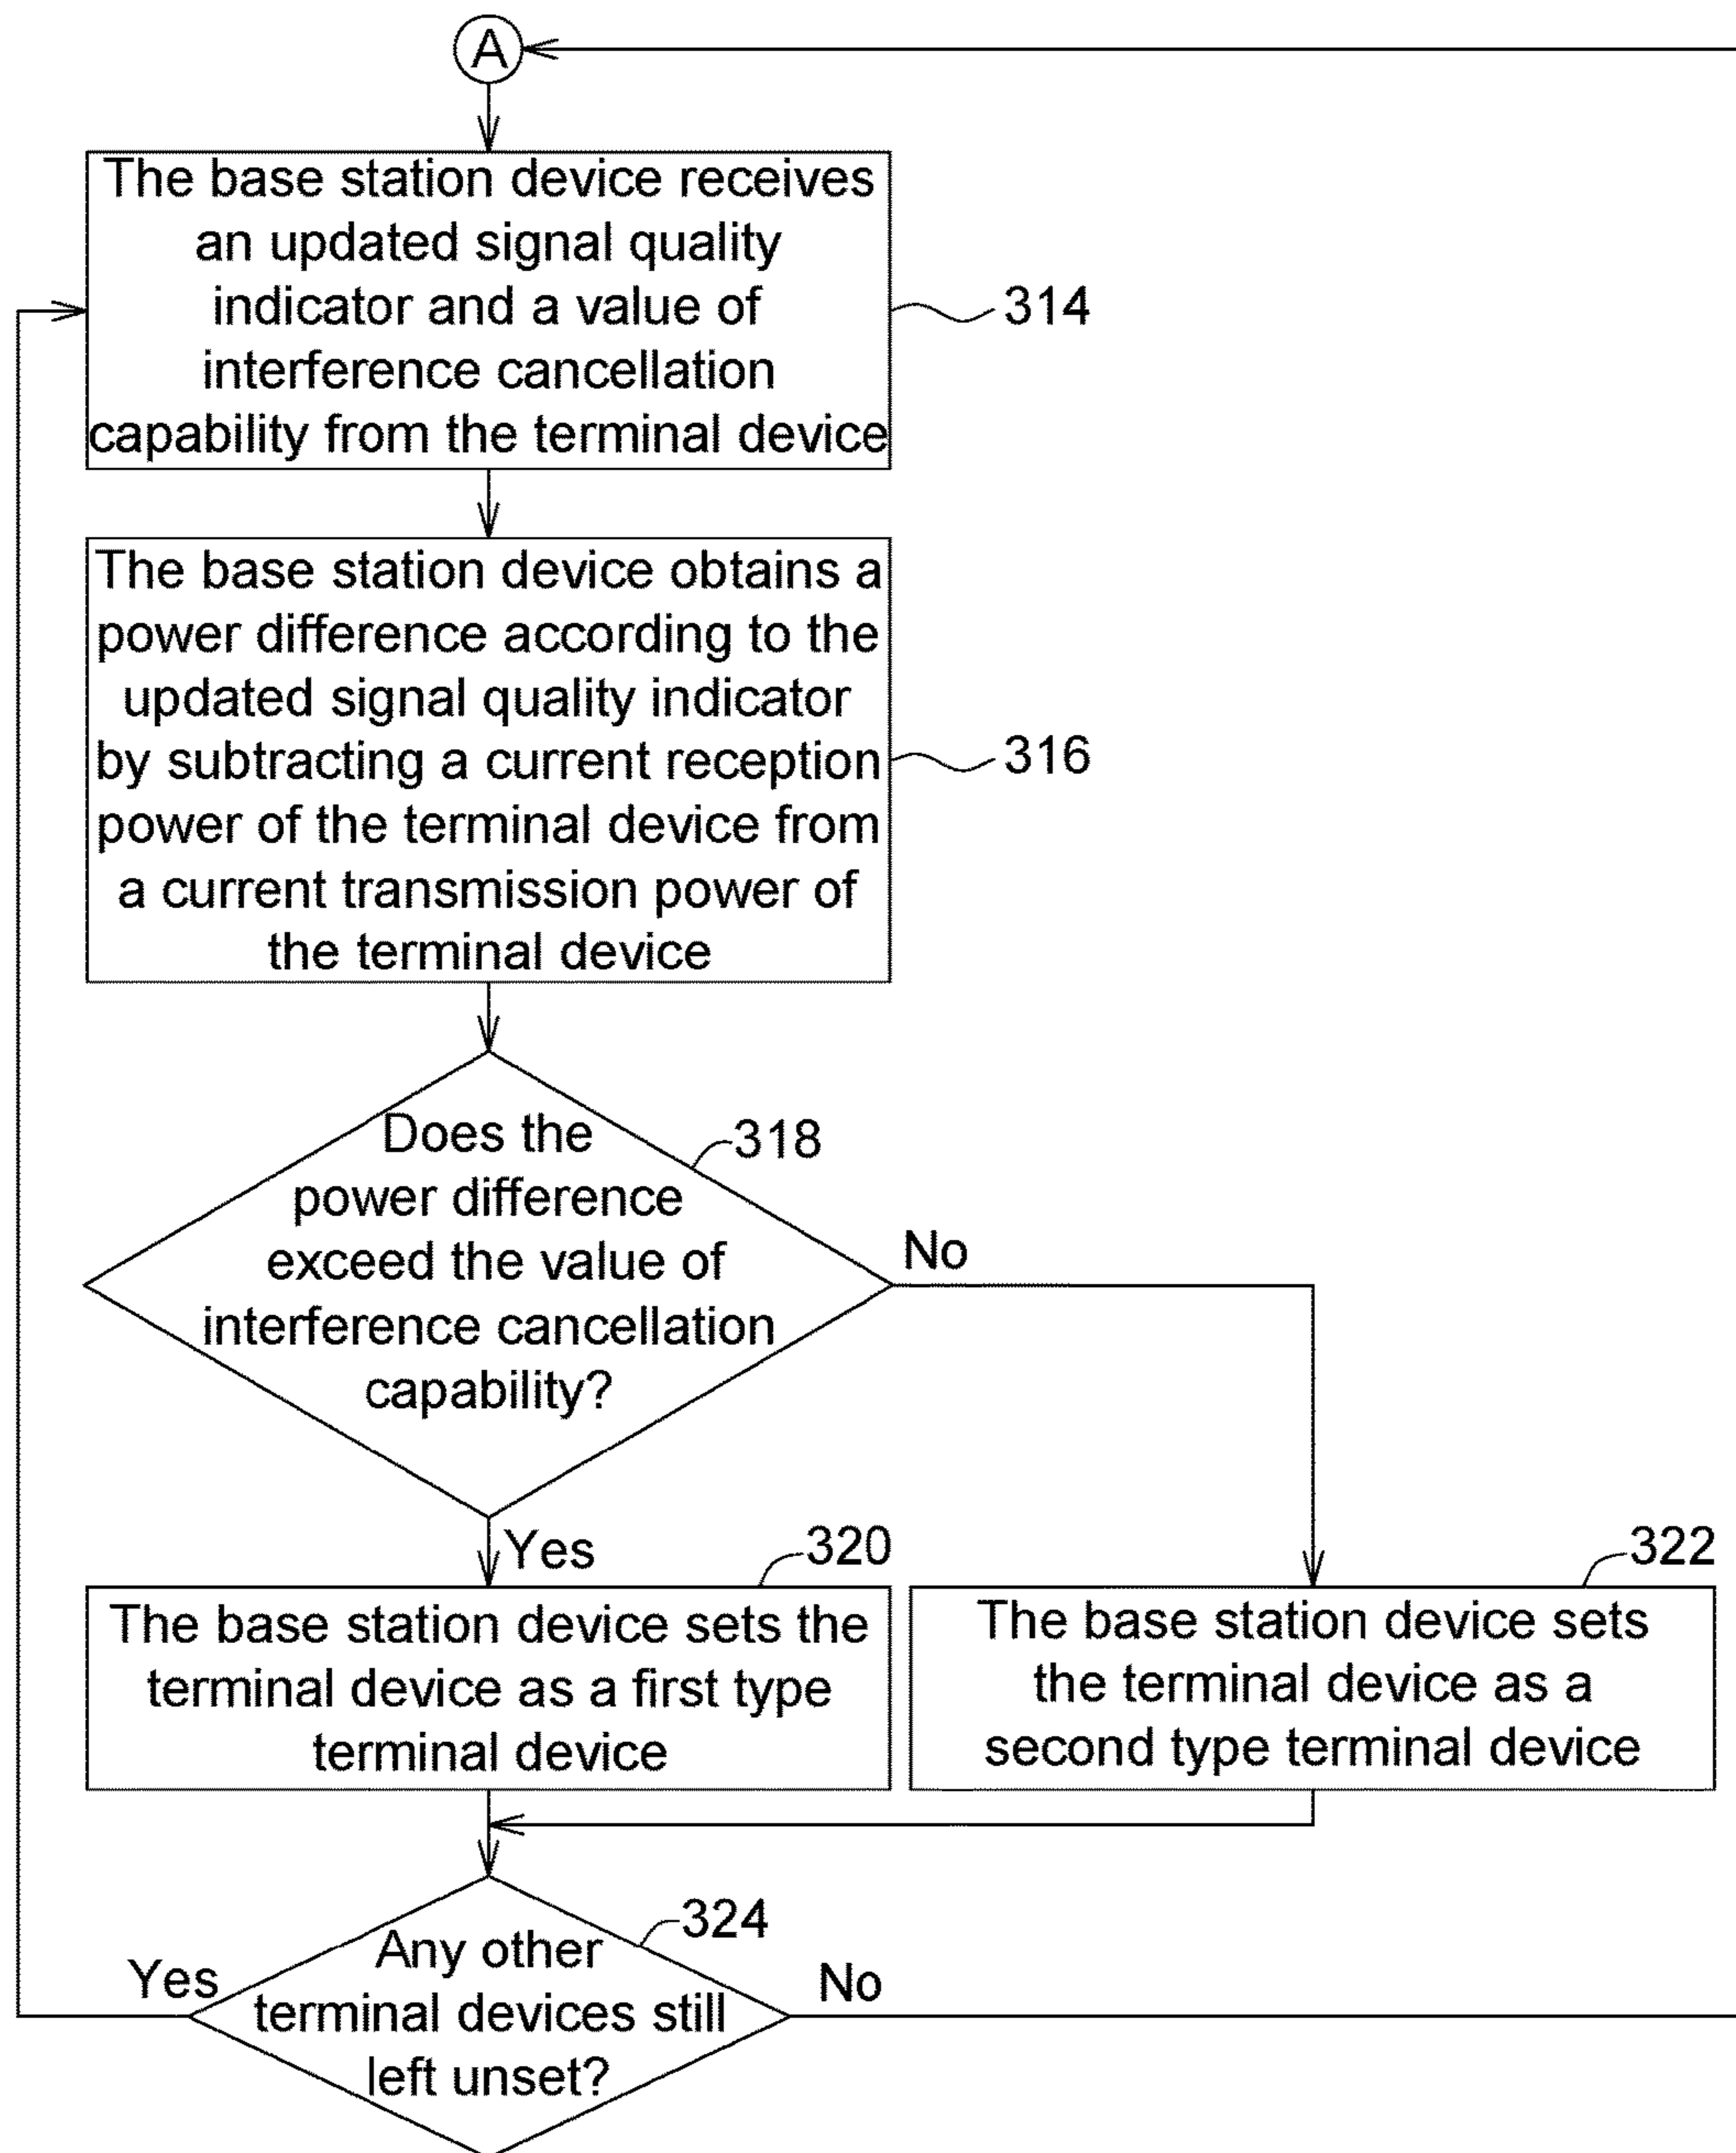 A
The base station device receives
an updated signal quality
indicator and a value of
interference cancellation
capability from the terminal device
314
The base station device obtains a
power difference according to the
updated signal quality indicator
by subtracting a current reception
power of the terminal device from
a current transmission power of
the terminal device
316
Does the
power difference
exceed the value of
interference cancellation
capability?
318
No
Yes
320
The base station device sets the
terminal device as a first type
terminal device
322
The base station device sets
the terminal device as a
second type terminal device
324
Any other
terminal devices still
left unset?
Yes
No